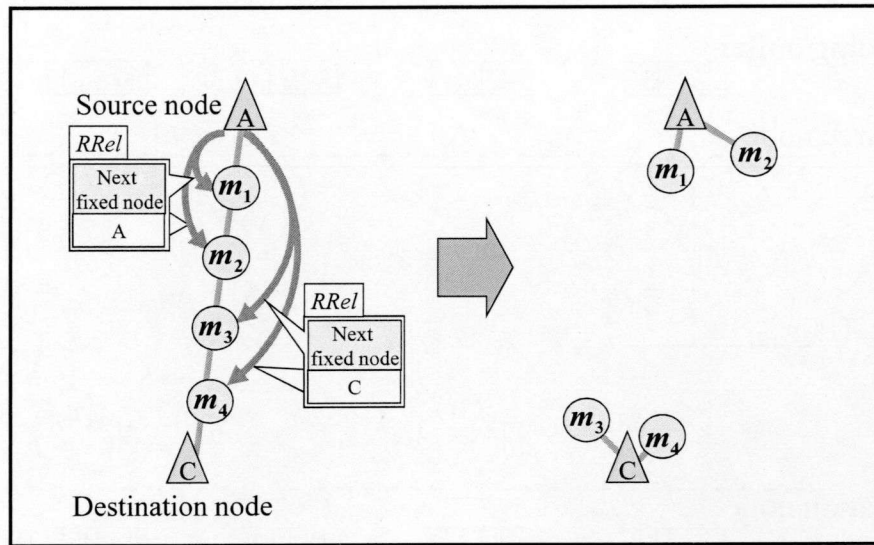 Source node
A
RRel
Next
fixed node
A
m1
m2
m3
m4
RRel
Next
fixed node
C
C
Destination node
A
m1
m2
m3
m4
C